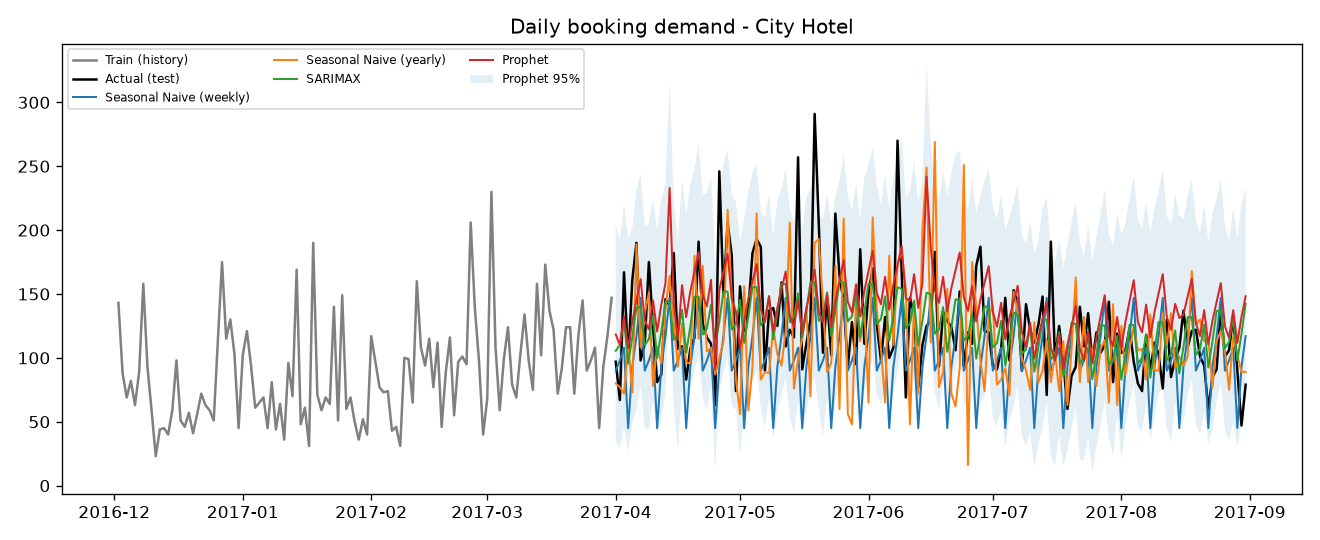 Daily booking demand - City Hotel
Train (history)
Actual (test)
Seasonal Naive (weekly)
Seasonal Naive (yearly)
SARIMAX
Prophet
Prophet 95%
300
250
200
150
100
50
0
2016-12 2017-01 2017-02 2017-03 2017-04 2017-05 2017-06 2017-07 2017-08 2017-09